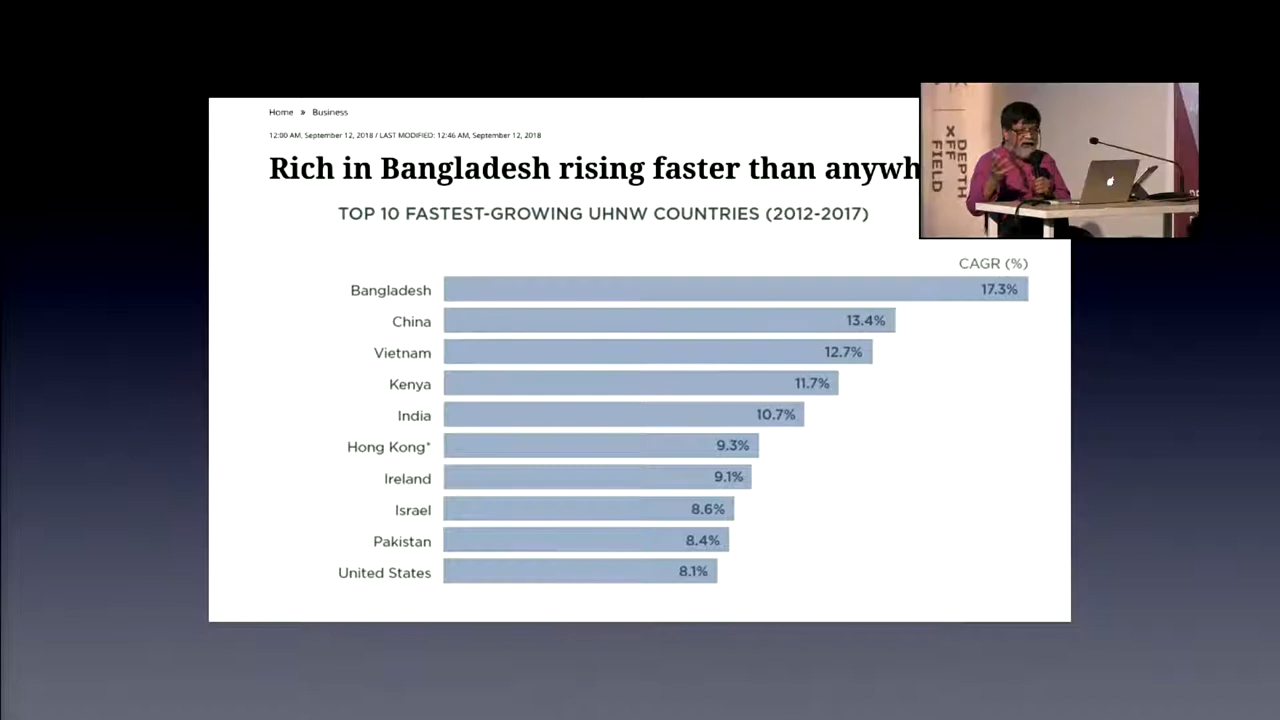 Home » Business
12:00 AM, September 12, 2018 / LAST MODIFIED: 12:46 AM, September 12, 2018
Rich in Bangladesh rising faster than anywh
TOP 10 FASTEST-GROWING UHNW COUNTRIES (2012-2017)
CAGR (%)
Bangladesh 17.3%
China 13.4%
Vietnam 12.7%
Kenya 11.7%
India 10.7%
Hong Kong* 9.3%
Ireland 9.1%
Israel 8.6%
Pakistan 8.4%
United States 8.1%
DEPTH
FIELD